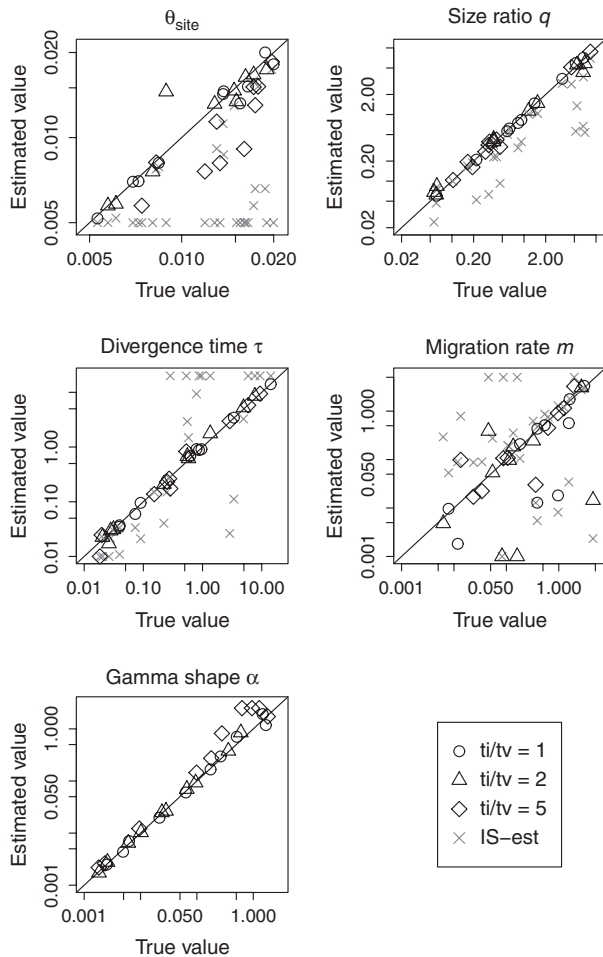 θsite
Estimated value
0.005 0.010 0.020
0.005 0.010 0.020
True value
Size ratio q
Estimated value
0.02 0.20 2.00
0.02 0.20 2.00
True value
Divergence time τ
Estimated value
0.01 0.10 1.00
0.01 0.10 1.00 10.00
True value
Migration rate m
Estimated value
0.001 0.050 1.000
0.001 0.050 1.000
True value
Gamma shape α
Estimated value
0.001 0.050 1.000
0.001 0.050 1.000
True value
ti/tv = 1
ti/tv = 2
ti/tv = 5
IS−est